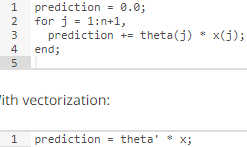 1 prediction = 0.0;
2 for j = 1:n+1,
3 prediction += theta(j) * x(j);
4 end;
5
ith vectorization:
1 prediction = theta' * x;